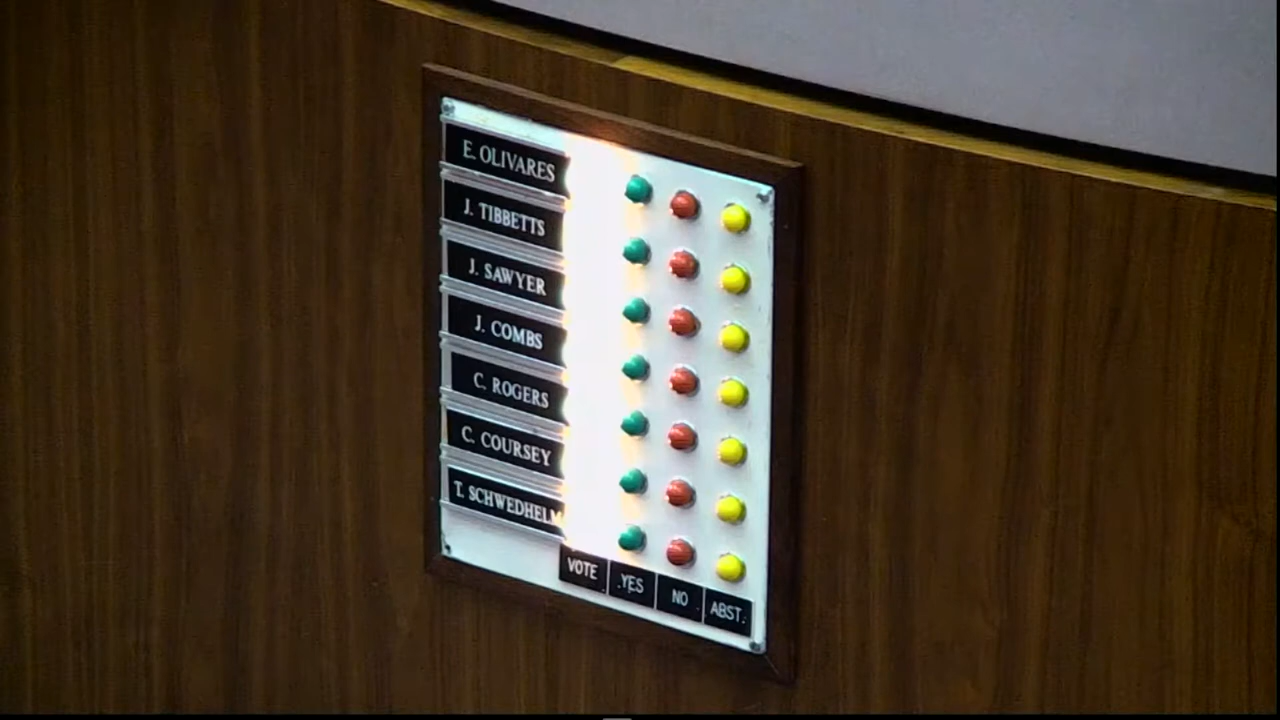 E. OLIVARES
J. TIBBETTS
J. SAWYER
J. COMBS
C. ROGERS
C. COURSEY
T. SCHWEDHELM
VOTE YES NO ABST.